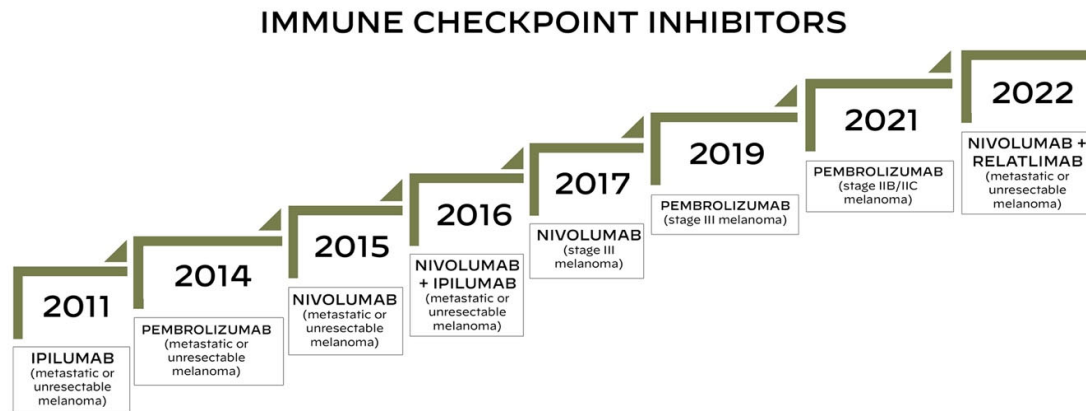 IMMUNE CHECKPOINT INHIBITORS
2011
IPILUMAB
(metastatic or
unresectable
melanoma)
2014
PEMBROLIZUMAB
(metastatic or
unresectable
melanoma)
2015
NIVOLUMAB
(metastatic or
unresectable
melanoma)
2016
NIVOLUMAB
+ IPILUMAB
(metastatic or
unresectable
melanoma)
2017
NIVOLUMAB
(stage III
melanoma)
2019
PEMBROLIZUMAB
(stage III melanoma)
2021
PEMBROLIZUMAB
(stage IIB/IIC
melanoma)
2022
NIVOLUMAB +
RELATLIMAB
(metastatic or
unresectable
melanoma)